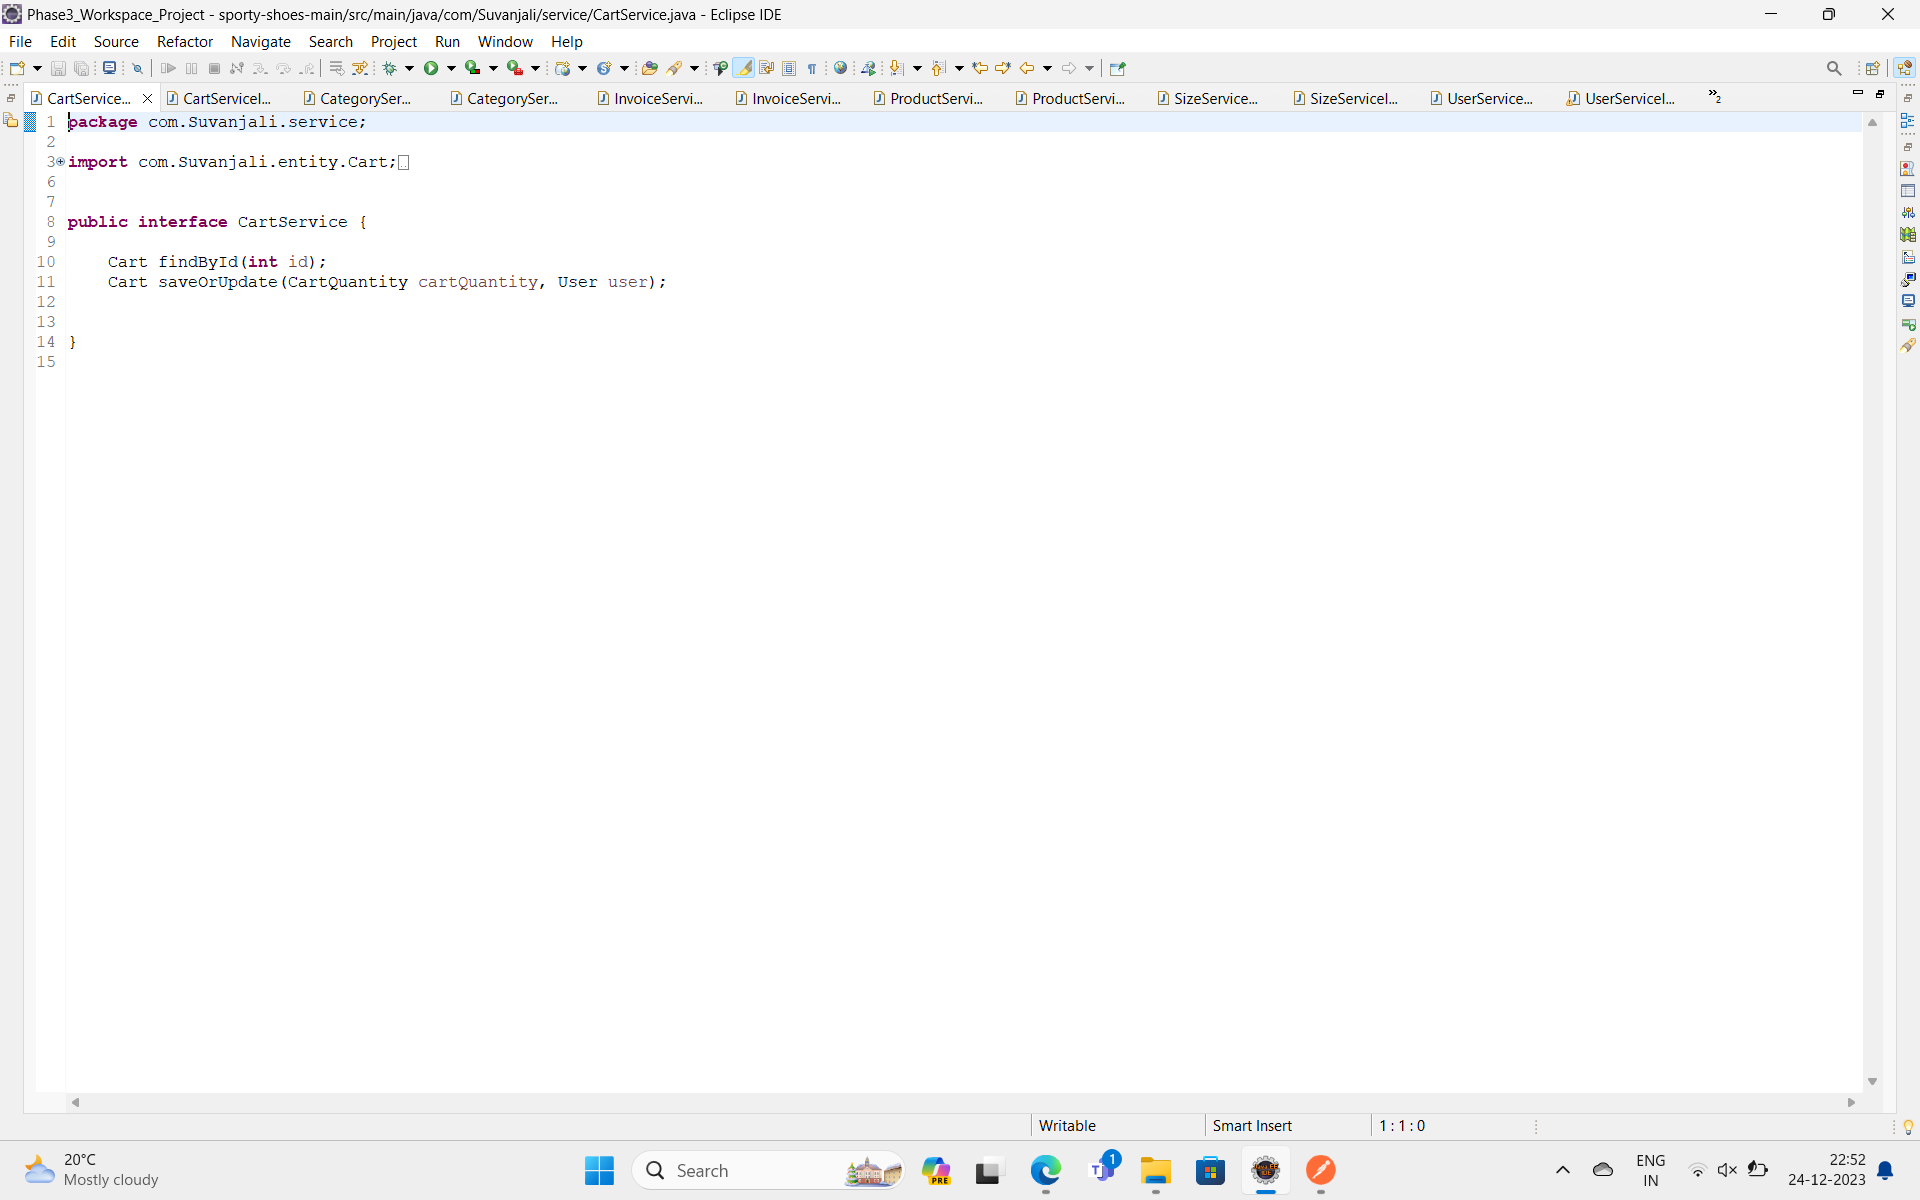 Phase3_Workspace_Project - sporty-shoes-main/src/main/java/com/Suvanjali/service/CartService.java - Eclipse IDE
File Edit Source Refactor Navigate Search Project Run Window Help
CartService... CartServiceI... CategorySer... CategorySer... InvoiceServi... InvoiceServi... ProductServi... ProductServi... SizeService... SizeServiceI... UserService... UserServiceI... »2
1 package com.Suvanjali.service;
2
3 import com.Suvanjali.entity.Cart;
6
7
8 public interface CartService {
9
10 Cart findById(int id);
11 Cart saveOrUpdate(CartQuantity cartQuantity, User user);
12
13
14 }
15
Writable Smart Insert 1 : 1 : 0
20°C
Mostly cloudy
Search
PRE
1
ENG
IN
22:52
24-12-2023